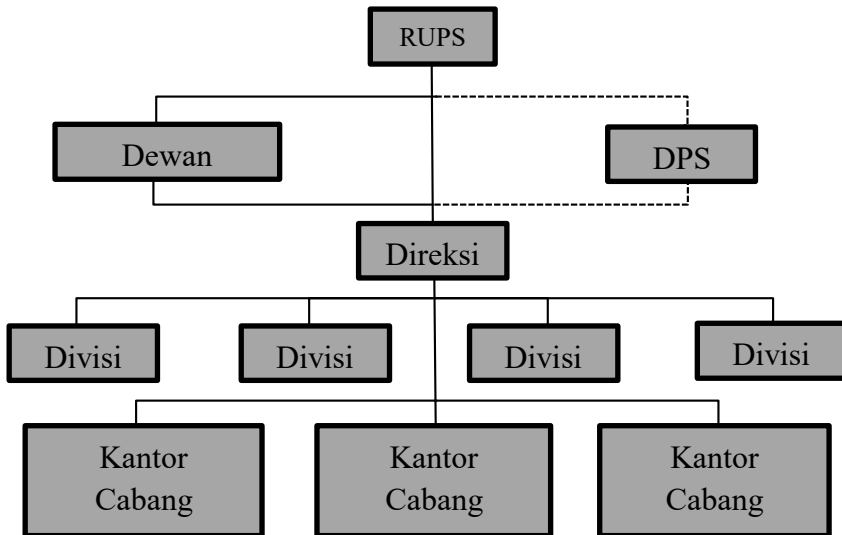 RUPS
Dewan
DPS
Direksi
Divisi
Divisi
Divisi
Divisi
Kantor
Cabang
Kantor
Cabang
Kantor
Cabang